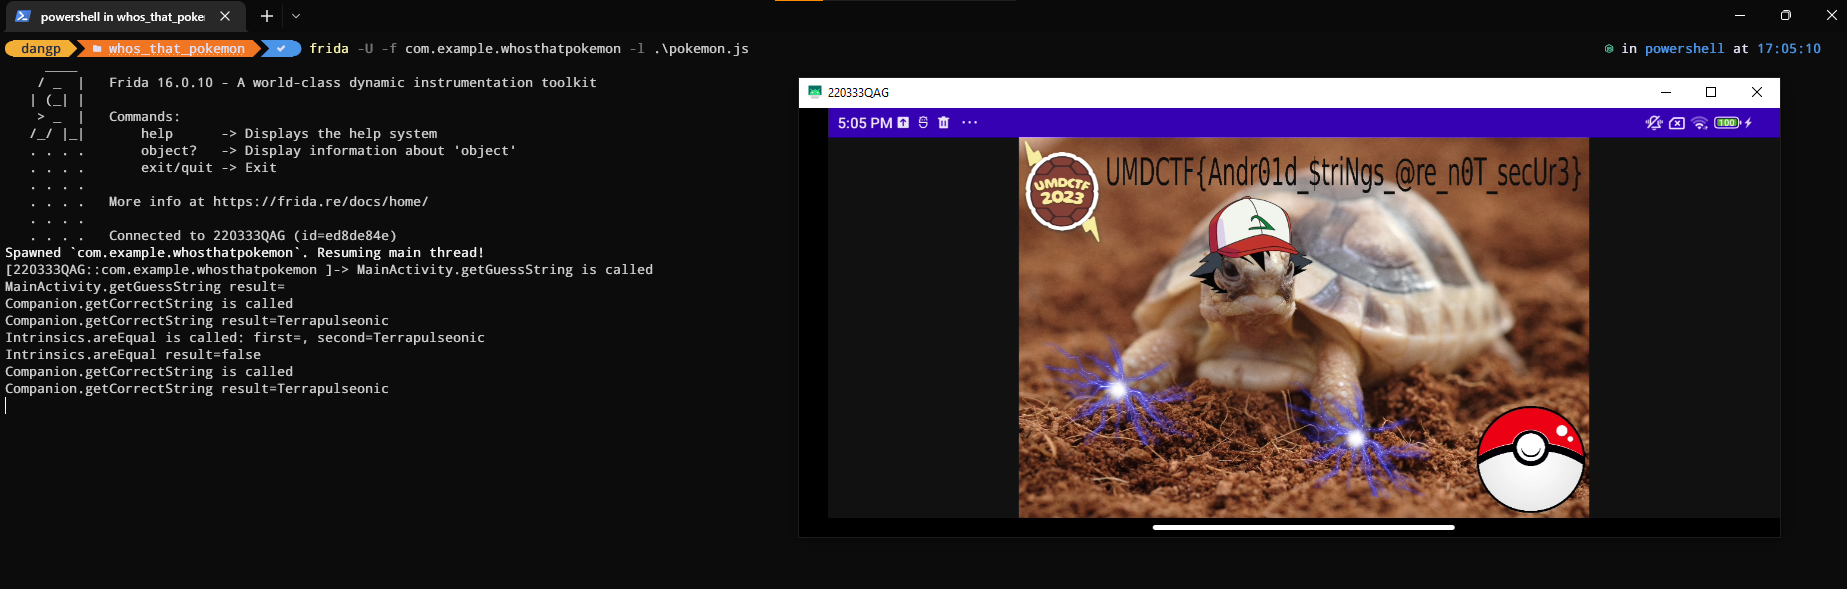 powershell in whos_that_poke
dangp whos_that_pokemon frida -U -f com.example.whosthatpokemon -l .\pokemon.js
in powershell at 17:05:10
____
/ _  |   Frida 16.0.10 - A world-class dynamic instrumentation toolkit
| (_| |
> _  |   Commands:
/_/ |_|       help      -> Displays the help system
. . . .       object?   -> Display information about 'object'
. . . .       exit/quit -> Exit
. . . .
. . . .   More info at https://frida.re/docs/home/
. . . .
. . . .   Connected to 220333QAG (id=ed8de84e)
Spawned `com.example.whosthatpokemon`. Resuming main thread!
[220333QAG::com.example.whosthatpokemon ]-> MainActivity.getGuessString is called
MainActivity.getGuessString result=
Companion.getCorrectString is called
Companion.getCorrectString result=Terrapulseonic
Intrinsics.areEqual is called: first=, second=Terrapulseonic
Intrinsics.areEqual result=false
Companion.getCorrectString is called
Companion.getCorrectString result=Terrapulseonic
220333QAG
5:05 PM
100
UMDCTF
2023
UMDCTF{Andr01d_$triNgs_@re_n0T_secUr3}